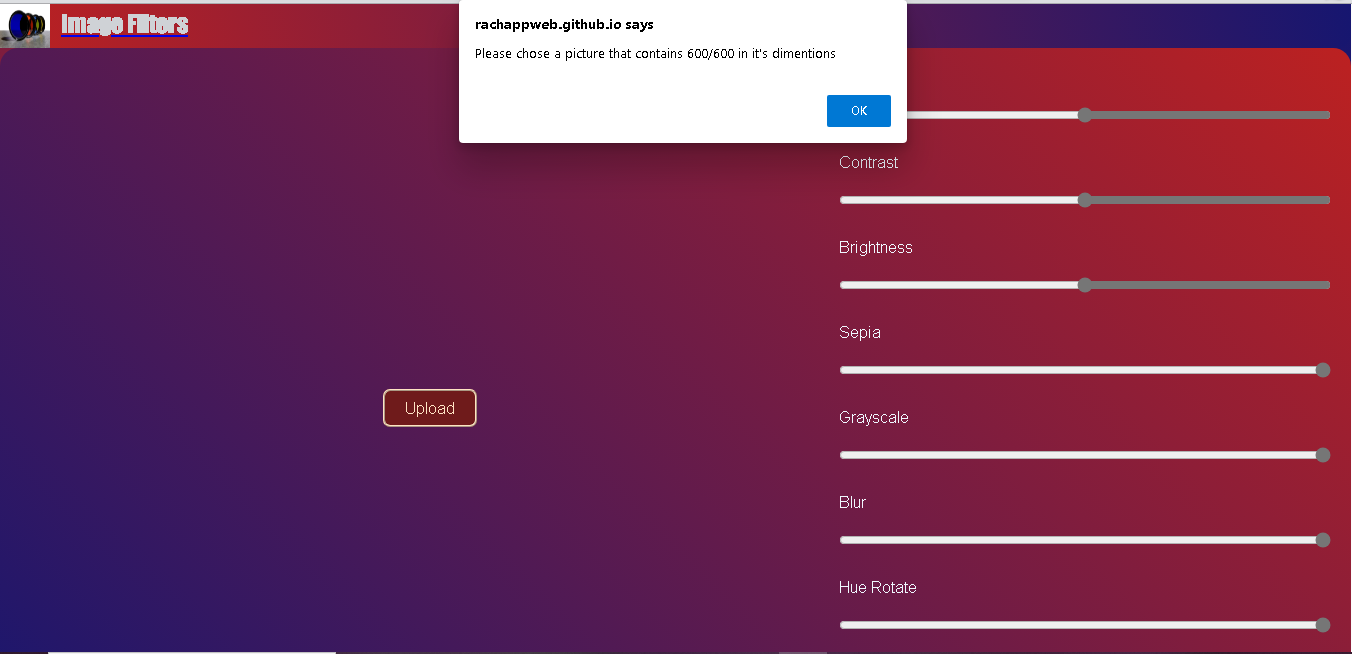 Image Filters
rachappweb.github.io says
Please chose a picture that contains 600/600 in it's dimentions
OK
Contrast
Brightness
Sepia
Upload
Grayscale
Blur
Hue Rotate